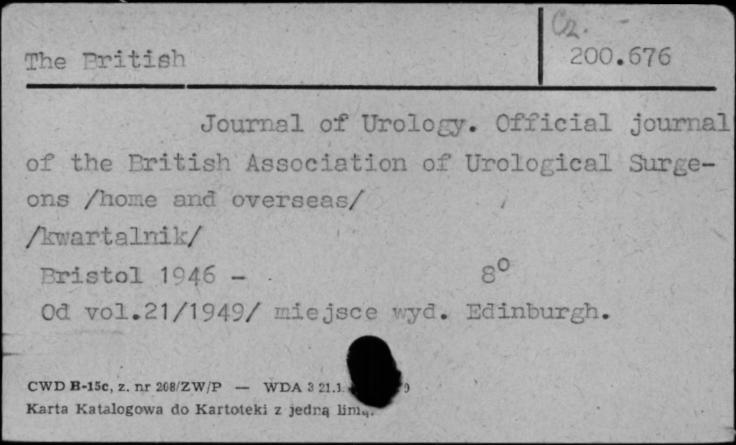 Cz.
The British 200.676
Journal of Urology. Official journal
of the British Association of Urological Surge-
ons /home and overseas/
/kwartalnik/
Bristol 1946 - 8°
Od vol.21/1949/ miejsce wyd. Edinburgh.
CWD B-15c, z. nr 268/ZW/P — WDA 3 21.1.
Karta Katalogowa do Kartoteki z jedną linią.